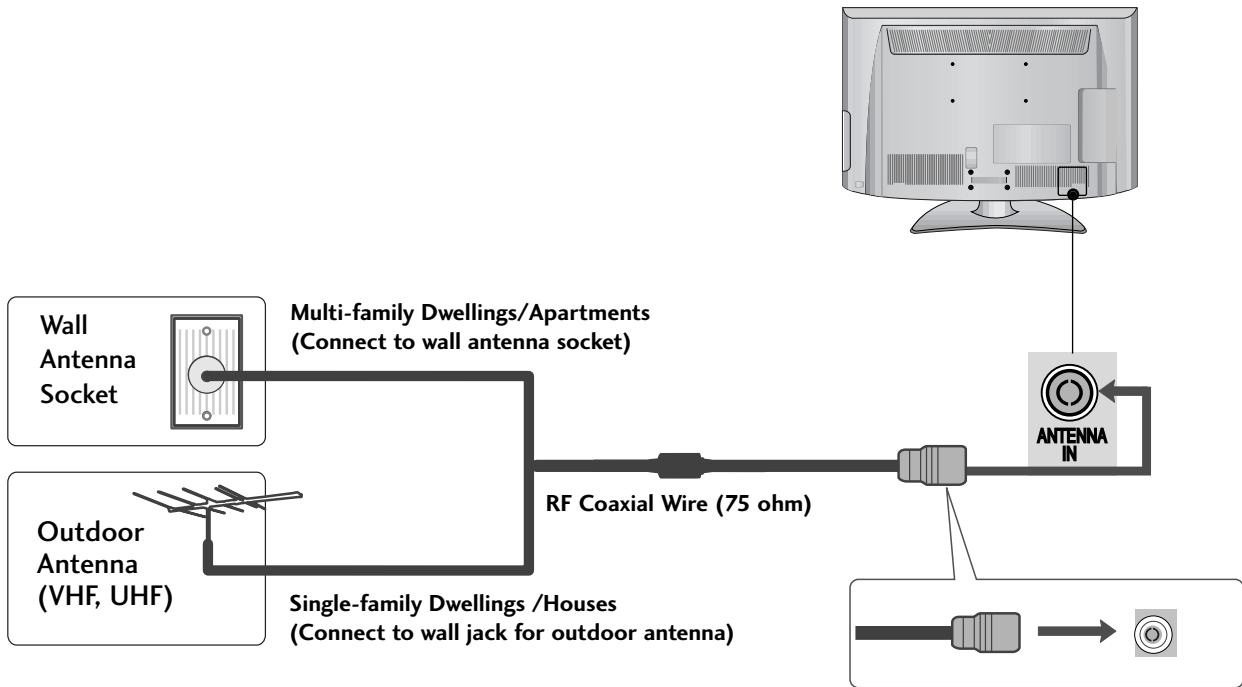 Wall
Antenna
Socket
Multi-family Dwellings/Apartments
(Connect to wall antenna socket)
ANTENNA
IN
RF Coaxial Wire (75 ohm)
Outdoor
Antenna
(VHF, UHF)
Single-family Dwellings /Houses
(Connect to wall jack for outdoor antenna)